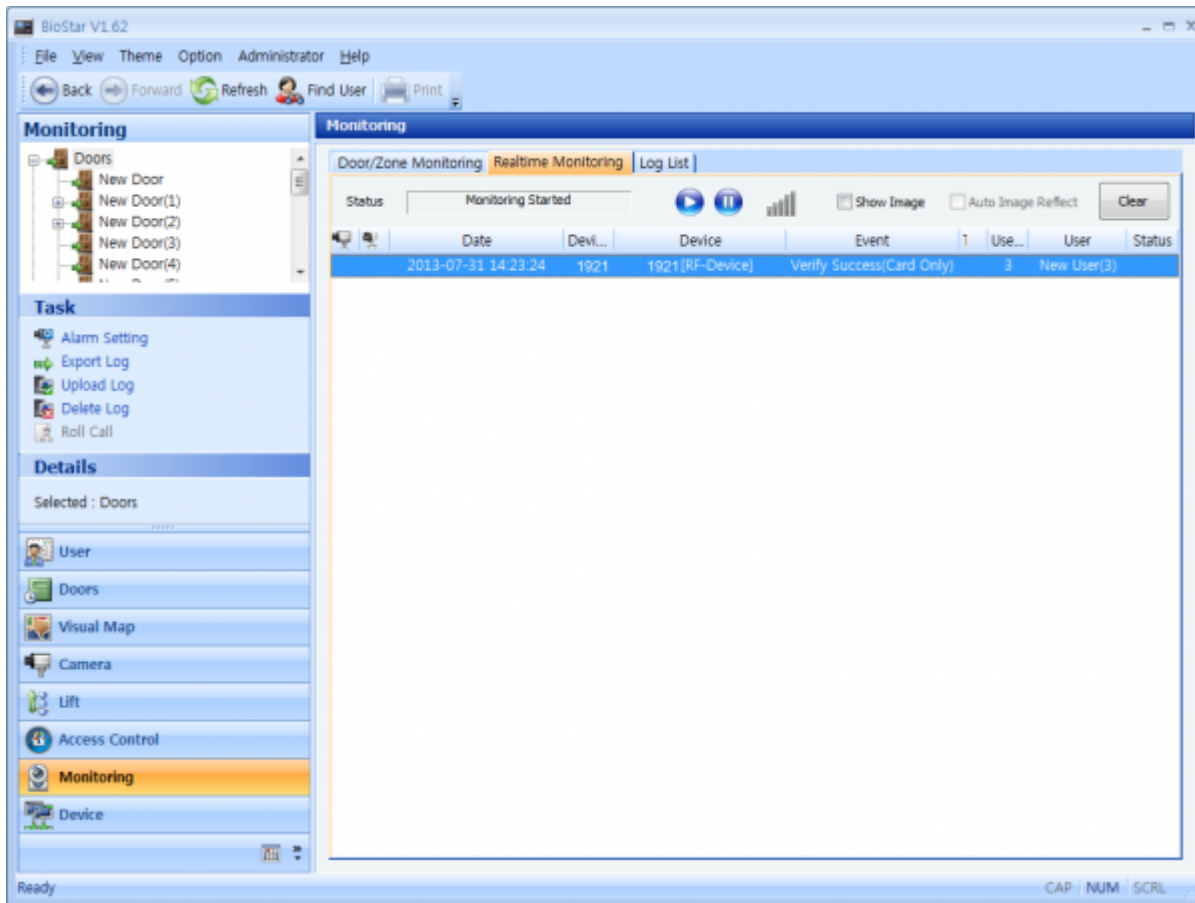 BioStar V1.62
File View Theme Option Administrator Help
Back Forward Refresh Find User Print
Monitoring
Doors
New Door
New Door(1)
New Door(2)
New Door(3)
New Door(4)
Task
Alarm Setting
Export Log
Upload Log
Delete Log
Roll Call
Details
Selected : Doors
User
Doors
Visual Map
Camera
Lift
Access Control
Monitoring
Device
Monitoring
Door/Zone Monitoring Realtime Monitoring Log List
Status Monitoring Started Show Image Auto Image Reflect Clear
Date Devi... Device Event T Use... User Status
2013-07-31 14:23:24 1921 1921[RF-Device] Verify Success(Card Only) 3 New User(3)
Ready CAP NUM SCRL